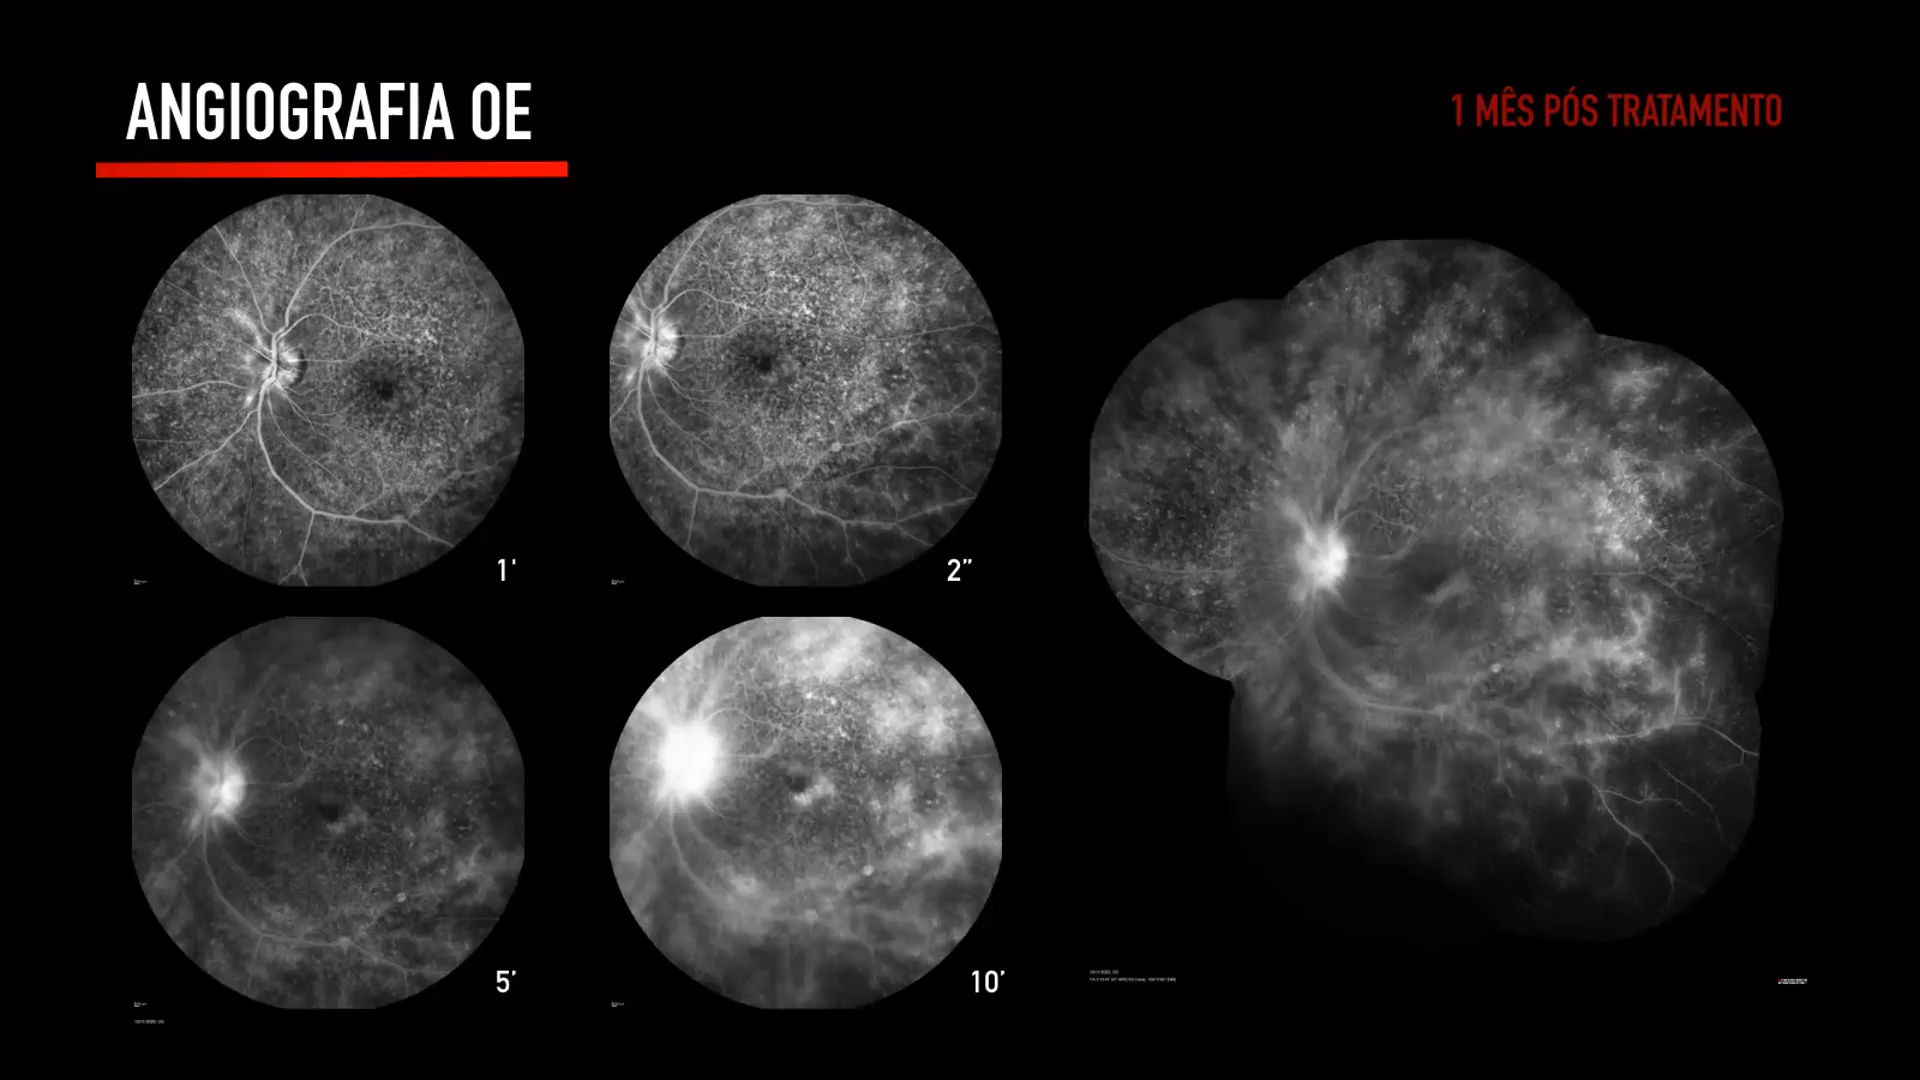 ANGIOGRAFIA OE
1 MÊS PÓS TRATAMENTO
1'
2”
5’
10’